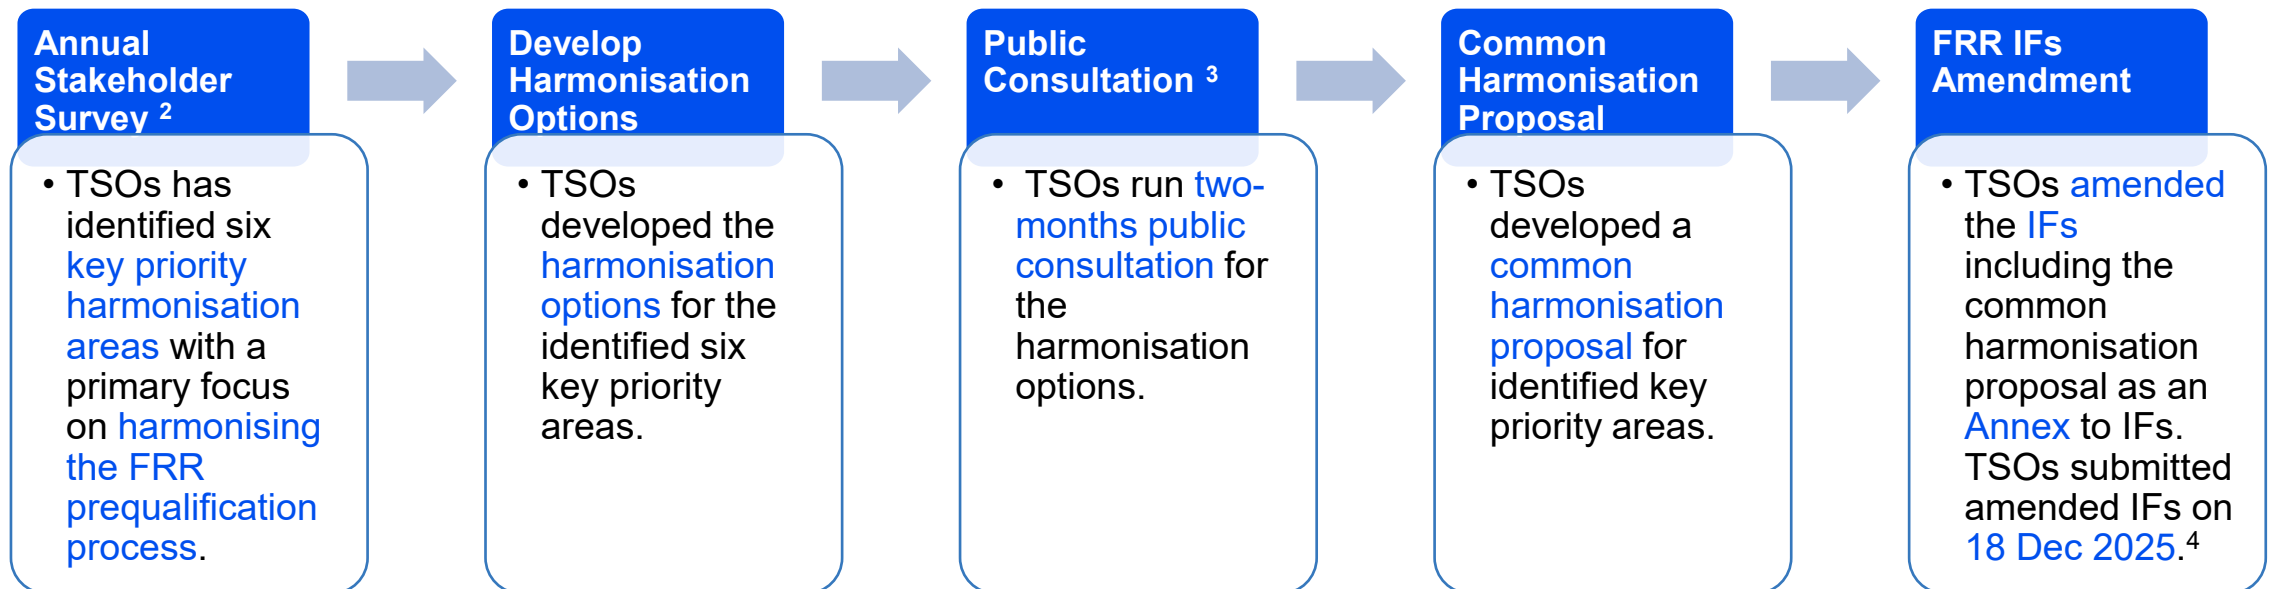 Annual
Stakeholder
Survey ²
• TSOs has
identified six
key priority
harmonisation
areas with a
primary focus
on harmonising
the FRR
prequalification
process.
Develop
Harmonisation
Options
• TSOs
developed the
harmonisation
options for the
identified six
key priority
areas.
Public
Consultation ³
• TSOs run two-
months public
consultation for
the
harmonisation
options.
Common
Harmonisation
Proposal
• TSOs
developed a
common
harmonisation
proposal for
identified key
priority areas.
FRR IFs
Amendment
• TSOs amended
the IFs
including the
common
harmonisation
proposal as an
Annex to IFs.
TSOs submitted
amended IFs on
18 Dec 2025.⁴